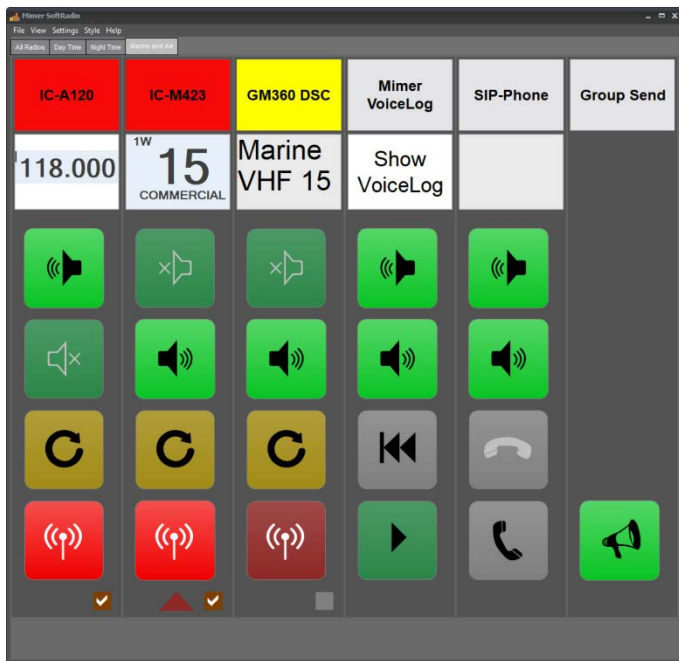 Mimer SoftRadio
File View Settings Style Help
All Radios Day Time Night Time Marine and Air
IC-A120
IC-M423
GM360 DSC
Mimer
VoiceLog
SIP-Phone
Group Send
118.000
1W
15
COMMERCIAL
Marine
VHF 15
Show
VoiceLog